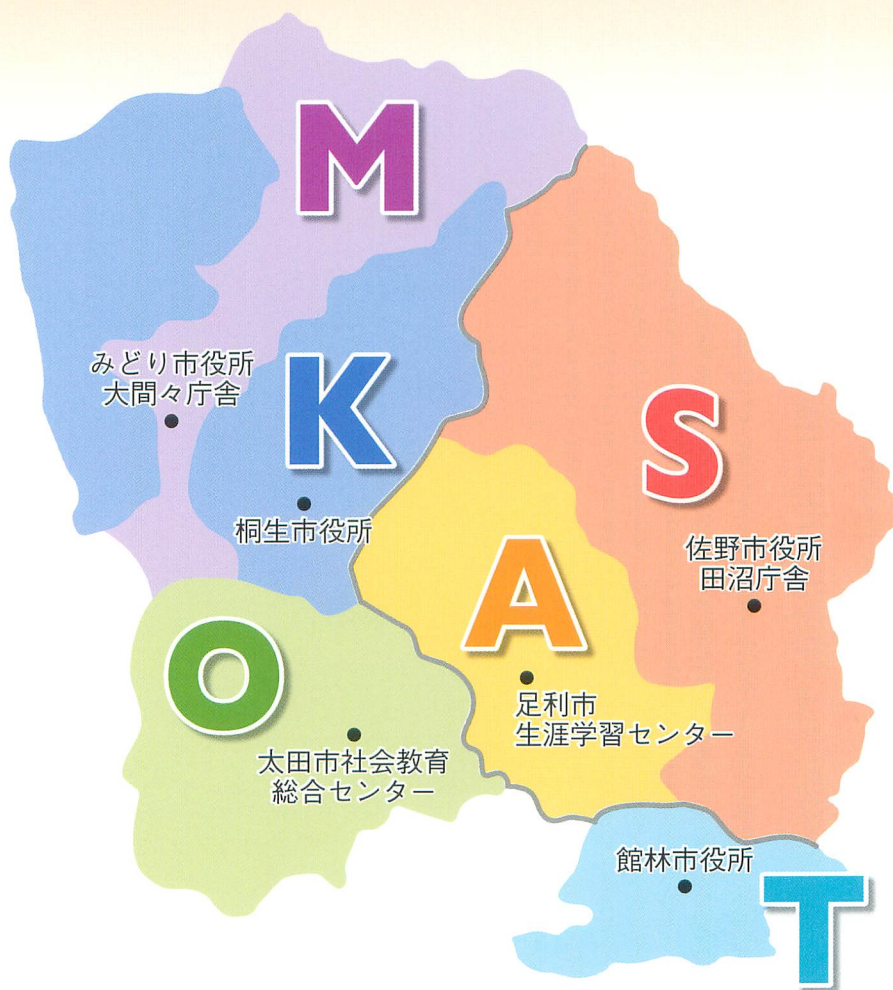 M
みどり市役所
大間々庁舎
K
桐生市役所
S
佐野市役所
田沼庁舎
A
足利市
生涯学習センター
O
太田市社会教育
総合センター
館林市役所
T